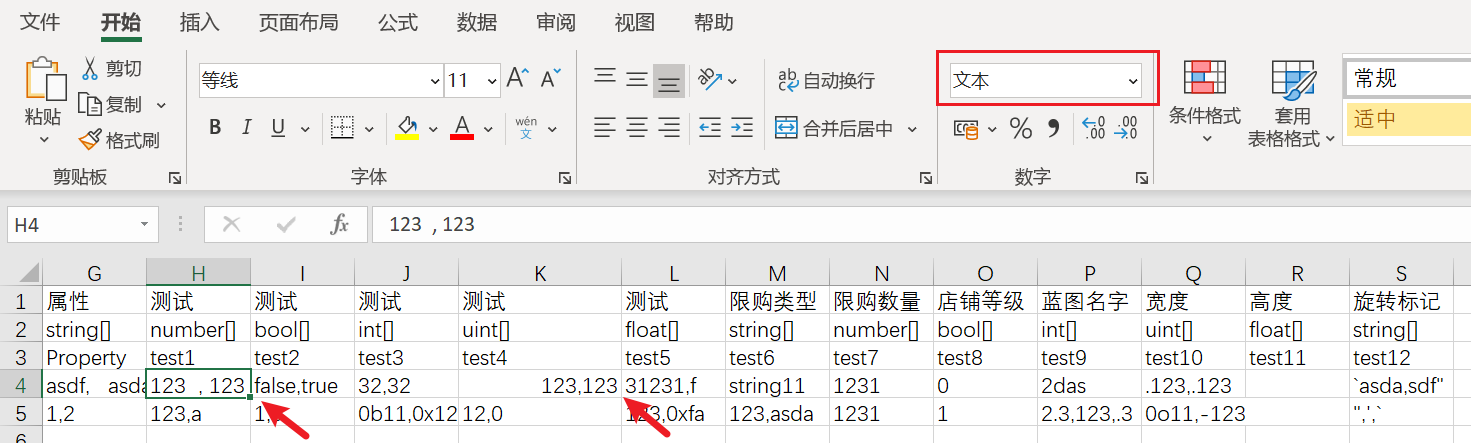 文件 开始 插入 页面布局 公式 数据 审阅 视图 帮助
粘贴 剪切 复制 格式刷
剪贴板
等线 11 A A
B I U A wén 文
字体
ab c 自动换行
合并后居中
对齐方式
文本
% 9 .00 .00 .0
数字
条件格式 套用 表格格式
常规
适中
H4 fx 123 , 123
G H I J K L M N O P Q R S
1 属性 测试 测试 测试 测试 测试 限购类型 限购数量 店铺等级 蓝图名字 宽度 高度 旋转标记
2 string[] number[] bool[] int[] uint[] float[] string[] number[] bool[] int[] uint[] float[] string[]
3 Property test1 test2 test3 test4 test5 test6 test7 test8 test9 test10 test11 test12
4 asdf, asda 123 , 123 false,true 32,32 123,123 31231,f string11 1231 0 2das .123,.123 `asda,sdf"
5 1,2 123,a 0b11,0x12 12,0 123,0xfa 123,asda 1231 1 2.3,123,.3 0o11,-123 ",',`